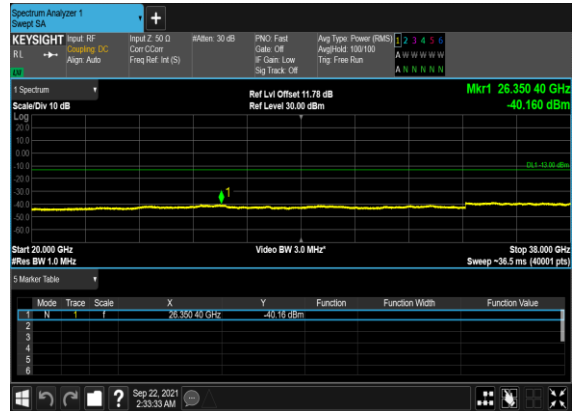 Spectrum Analyzer 1
Swept SA
+
KEYSIGHT Input: RF Input Z: 50 Ω #Atten: 30 dB PNO: Fast Avg Type: Power (RMS) 1 2 3 4 5 6
RL Coupling: DC Corr CCorr Gate: Off Avg|Hold: 100/100 A W W W W W
Align: Auto Freq Ref: Int (S) IF Gain: Low Trig: Free Run
Sig Track: Off A N N N N N
1 Spectrum Ref Lvl Offset 11.78 dB Mkr1 26.350 40 GHz
Scale/Div 10 dB Ref Level 30.00 dBm -40.160 dBm
Log
20.0
10.0
0.00
-10.0 DL1 -13.00 dBm
-20.0
-30.0
1
-40.0
-50.0
-60.0
Start 20.000 GHz Video BW 3.0 MHz* Stop 38.000 GHz
#Res BW 1.0 MHz Sweep ~36.5 ms (40001 pts)
5 Marker Table
Mode Trace Scale X Y Function Function Width Function Value
1 N 1 f 26.350 40 GHz -40.16 dBm
2
3
4
5
6
? Sep 22, 2021
2:33:33 AM